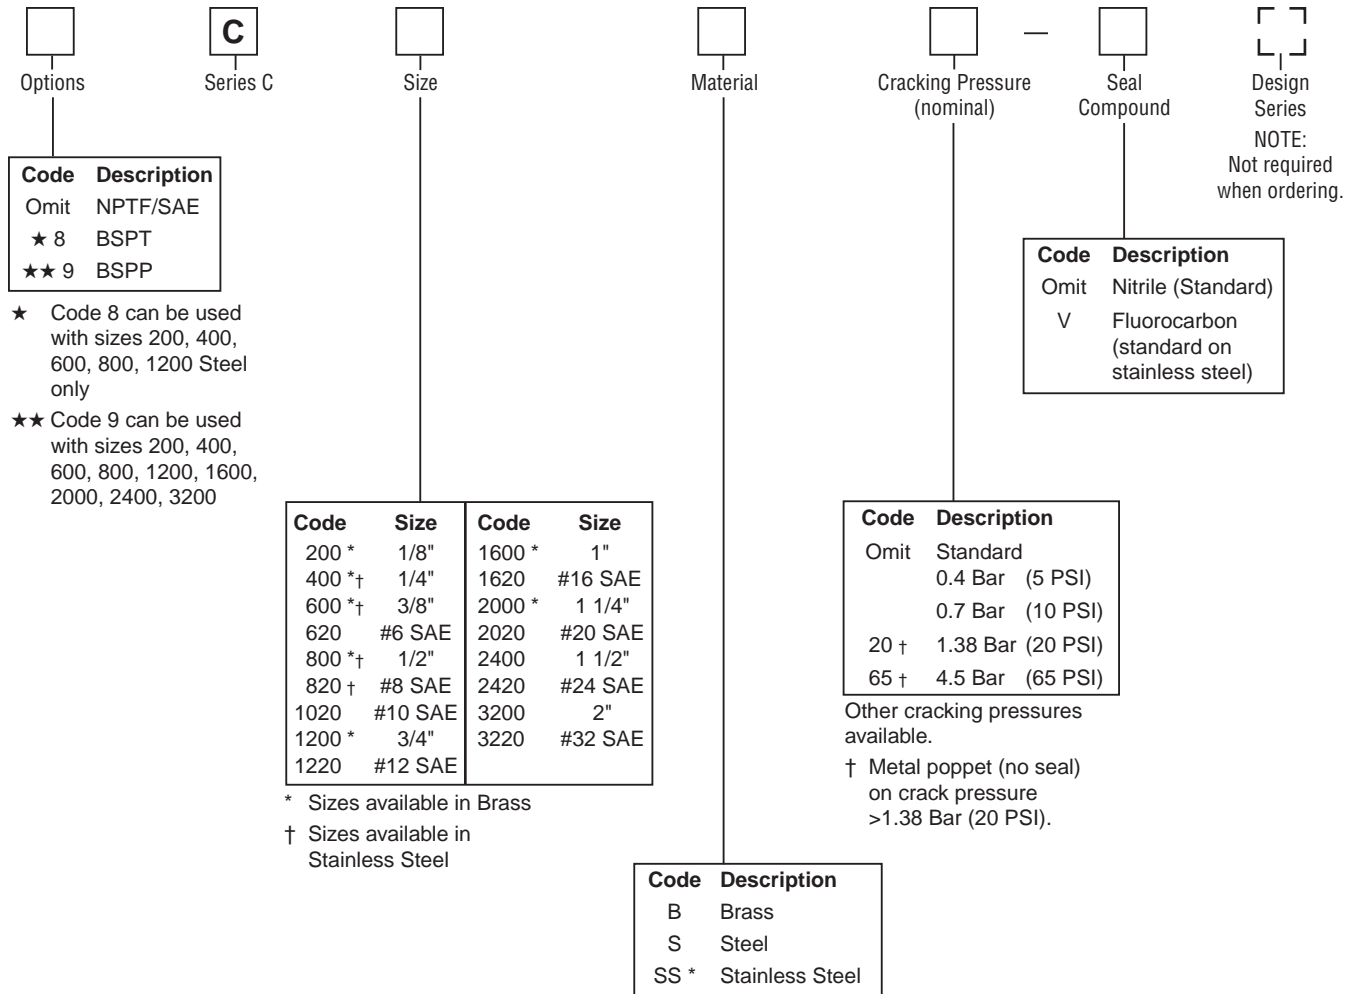 C
—
Options
Series C
Size
Material
Cracking Pressure
(nominal)
Seal
Compound
Design
Series
NOTE:
Not required
when ordering.
Code Description
Omit NPTF/SAE
★ 8 BSPT
★★ 9 BSPP
★ Code 8 can be used
with sizes 200, 400,
600, 800, 1200 Steel
only
★★ Code 9 can be used
with sizes 200, 400,
600, 800, 1200, 1600,
2000, 2400, 3200
Code Size Code Size
200 * 1/8" 1600 * 1"
400 *† 1/4" 1620 #16 SAE
600 *† 3/8" 2000 * 1 1/4"
620 #6 SAE 2020 #20 SAE
800 *† 1/2" 2400 1 1/2"
820 † #8 SAE 2420 #24 SAE
1020 #10 SAE 3200 2"
1200 * 3/4" 3220 #32 SAE
1220 #12 SAE
* Sizes available in Brass
† Sizes available in
Stainless Steel
Code Description
B Brass
S Steel
SS * Stainless Steel
Code Description
Omit Standard
0.4 Bar (5 PSI)
0.7 Bar (10 PSI)
20 † 1.38 Bar (20 PSI)
65 † 4.5 Bar (65 PSI)
Other cracking pressures
available.
† Metal poppet (no seal)
on crack pressure
>1.38 Bar (20 PSI).
Code Description
Omit Nitrile (Standard)
V Fluorocarbon
(standard on
stainless steel)